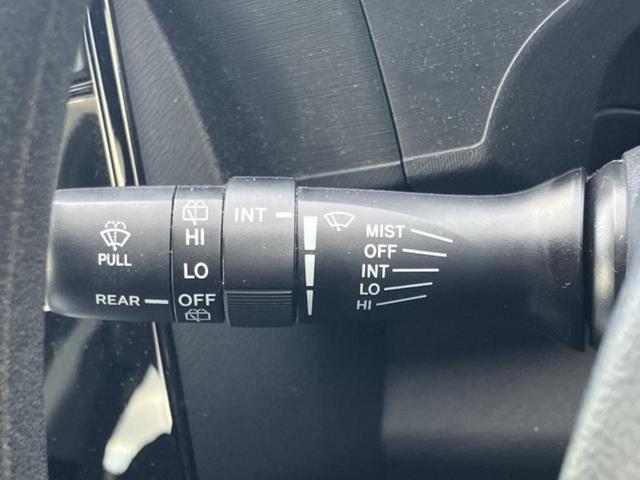 PULL
REAR
HI
LO
OFF
INT
MIST
OFF
INT
LO
HI